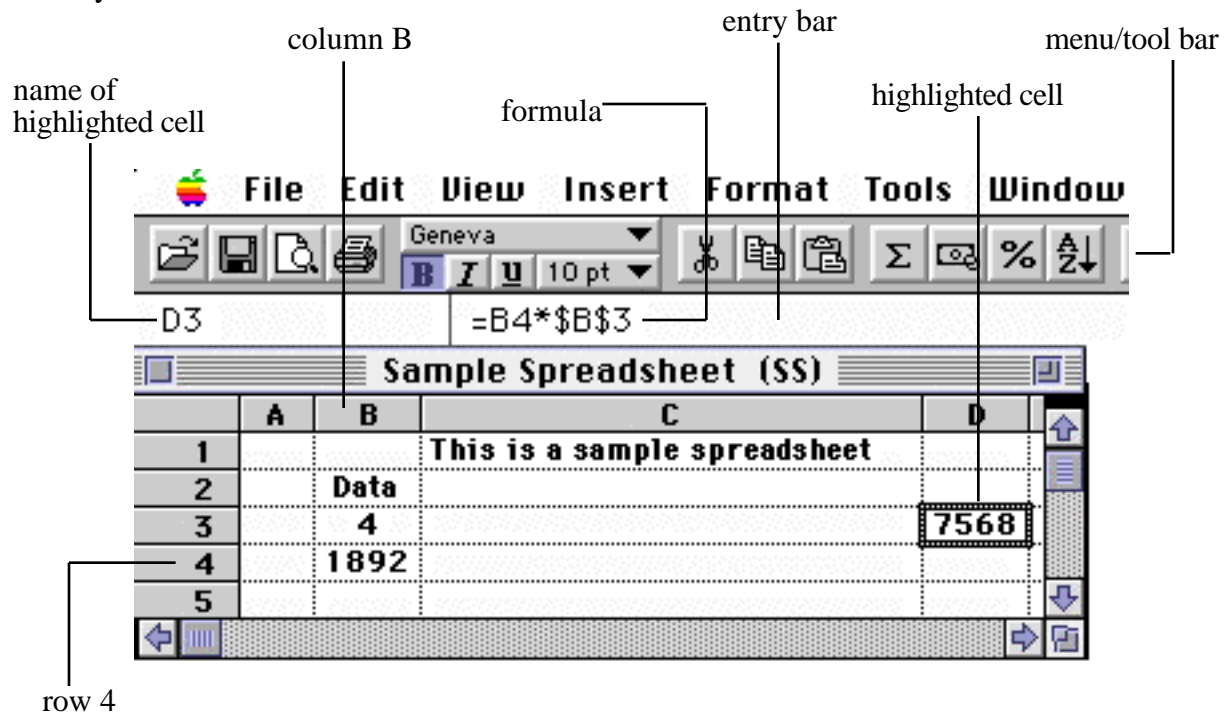 entry bar
column B
menu/tool bar
name of
highlighted cell
formula
highlighted cell
File Edit View Insert Format Tools Window
Geneva
B I U 10 pt Σ % A Z
D3 =B4*$B$3
Sample Spreadsheet (SS)
A B C D
1 This is a sample spreadsheet
2 Data
3 4 7568
4 1892
5
row 4